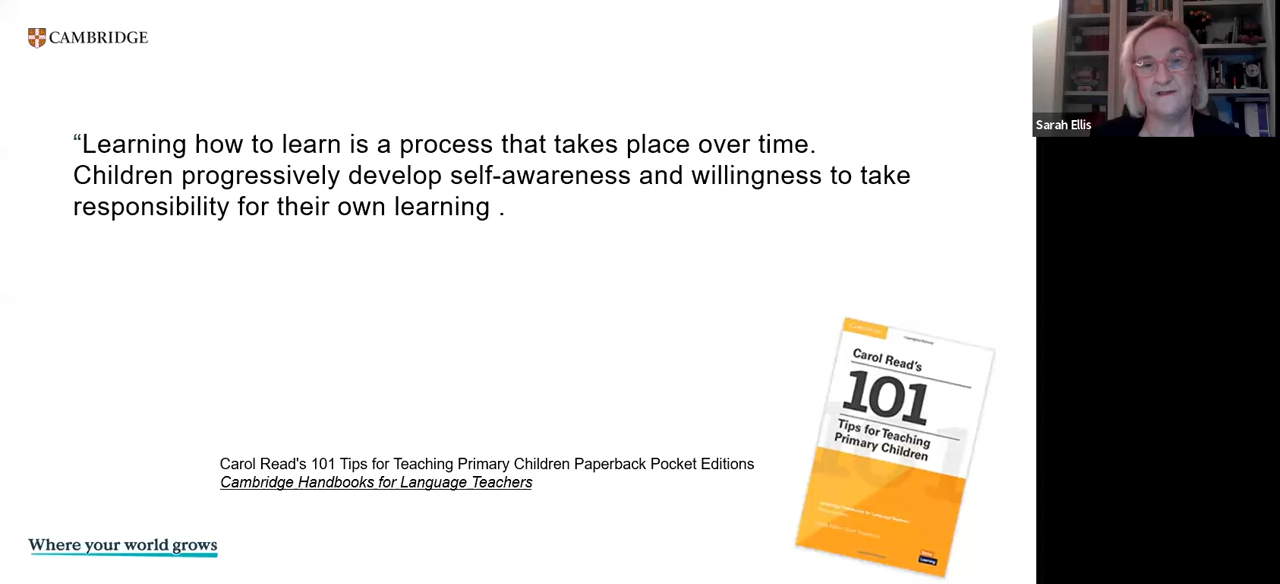 CAMBRIDGE
Sarah Ellis
“Learning how to learn is a process that takes place over time.
Children progressively develop self-awareness and willingness to take
responsibility for their own learning .
Carol Read's
101
Tips for Teaching
Primary Children
Carol Read's 101 Tips for Teaching Primary Children Paperback Pocket Editions
Cambridge Handbooks for Language Teachers
Where your world grows